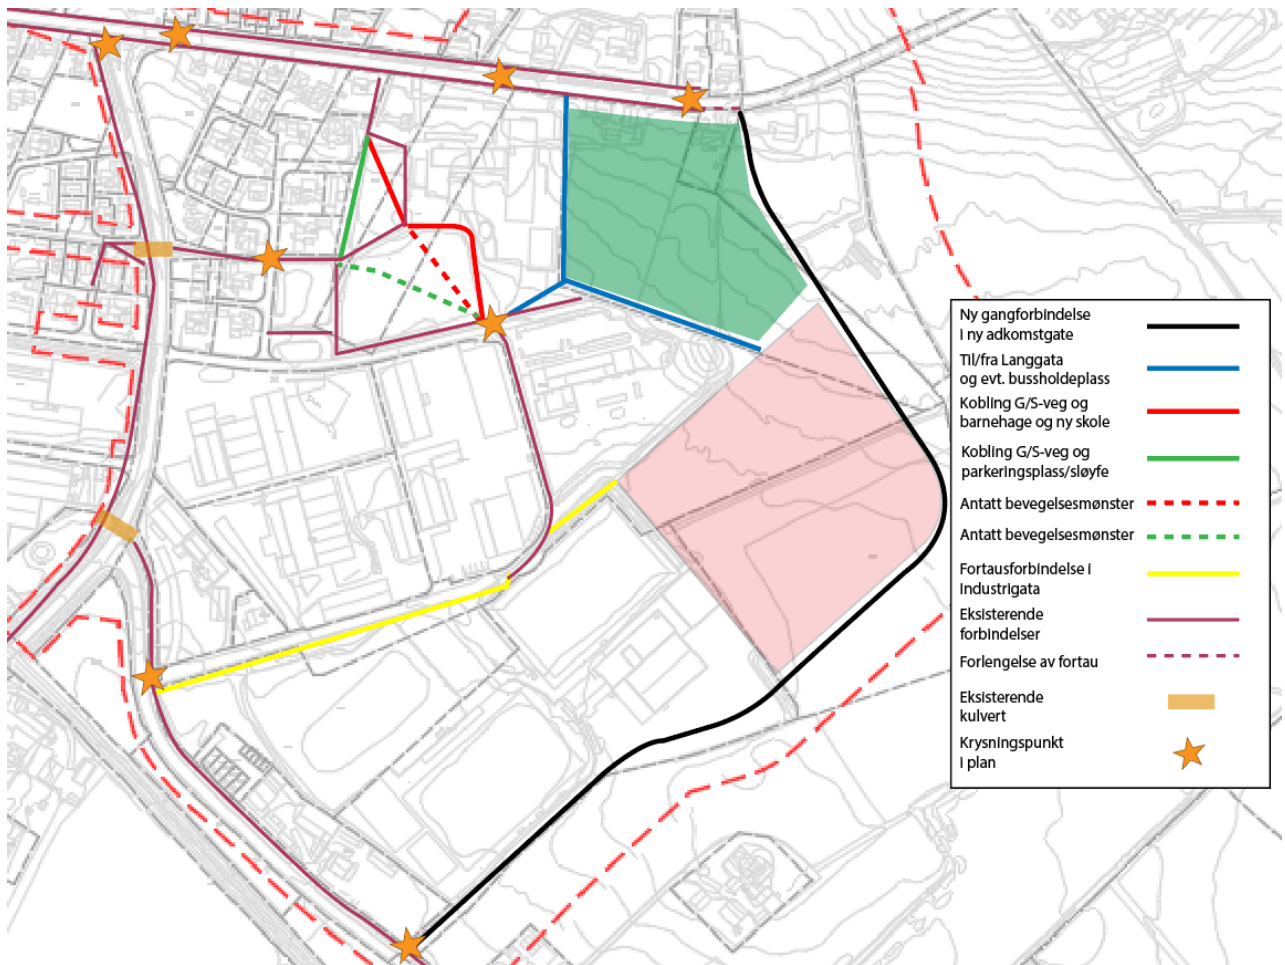 Ny gangforbindelse
i ny adkomstgate
Til/fra Langgata
og evt. bussholdeplass
Kobling G/S-veg og
barnehage og ny skole
Kobling G/S-veg og
parkeringsplass/sløyfe
Antatt bevegelsesmønster
Antatt bevegelsesmønster
Fortausforbindelse i
Industrigata
Eksisterende
forbindelser
Forlengelse av fortau
Eksisterende
kulvert
Krysningspunkt
i plan